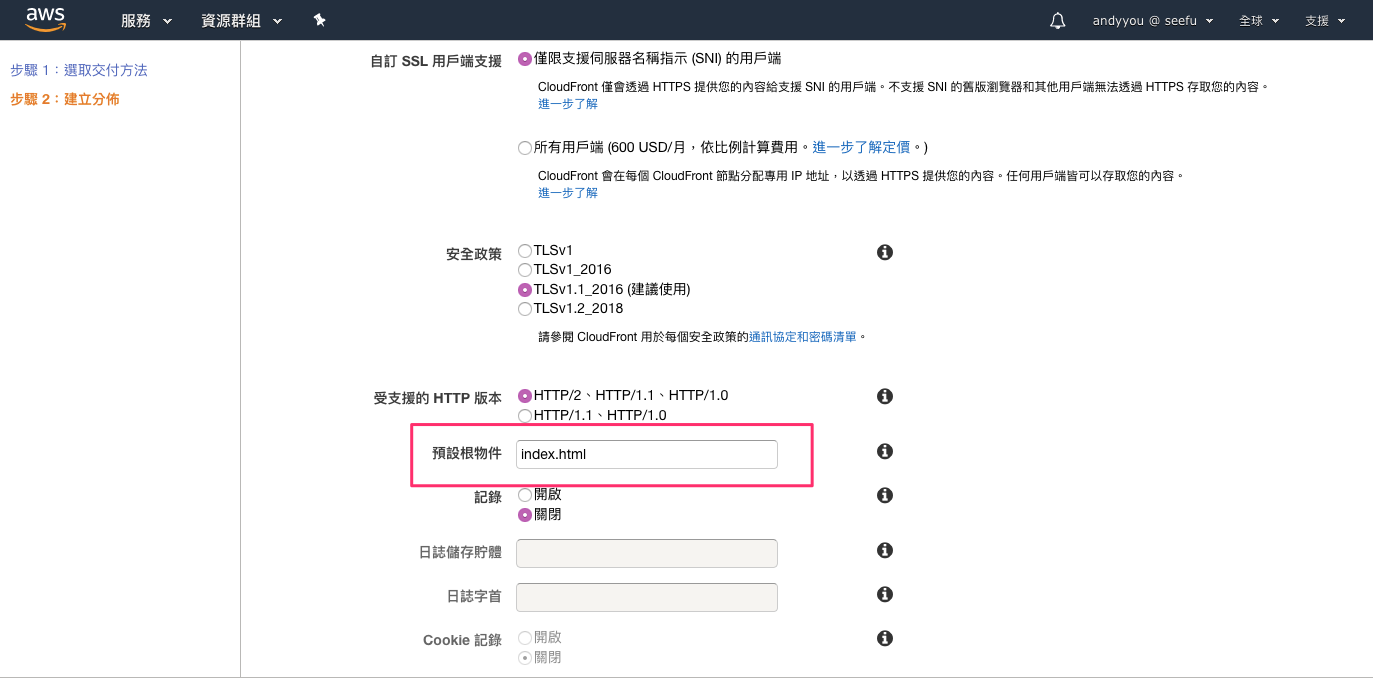 aws 服務 資源群組 andyyou @ seefu 全球 支援
步驟 1：選取交付方法
步驟 2：建立分佈
自訂 SSL 用戶端支援 僅限支援伺服器名稱指示 (SNI) 的用戶端
CloudFront 僅會透過 HTTPS 提供您的內容給支援 SNI 的用戶端。不支援 SNI 的舊版瀏覽器和其他用戶端無法透過 HTTPS 存取您的內容。
進一步了解
所有用戶端 (600 USD/月，依比例計算費用。進一步了解定價。)
CloudFront 會在每個 CloudFront 節點分配專用 IP 地址，以透過 HTTPS 提供您的內容。任何用戶端皆可以存取您的內容。
進一步了解
安全政策 TLSv1
TLSv1_2016
TLSv1.1_2016 (建議使用)
TLSv1.2_2018
請參閱 CloudFront 用於每個安全政策的通訊協定和密碼清單。
受支援的 HTTP 版本 HTTP/2、HTTP/1.1、HTTP/1.0
HTTP/1.1、HTTP/1.0
預設根物件 index.html
記錄 開啟
關閉
日誌儲存貯體
日誌字首
Cookie 記錄 開啟
關閉